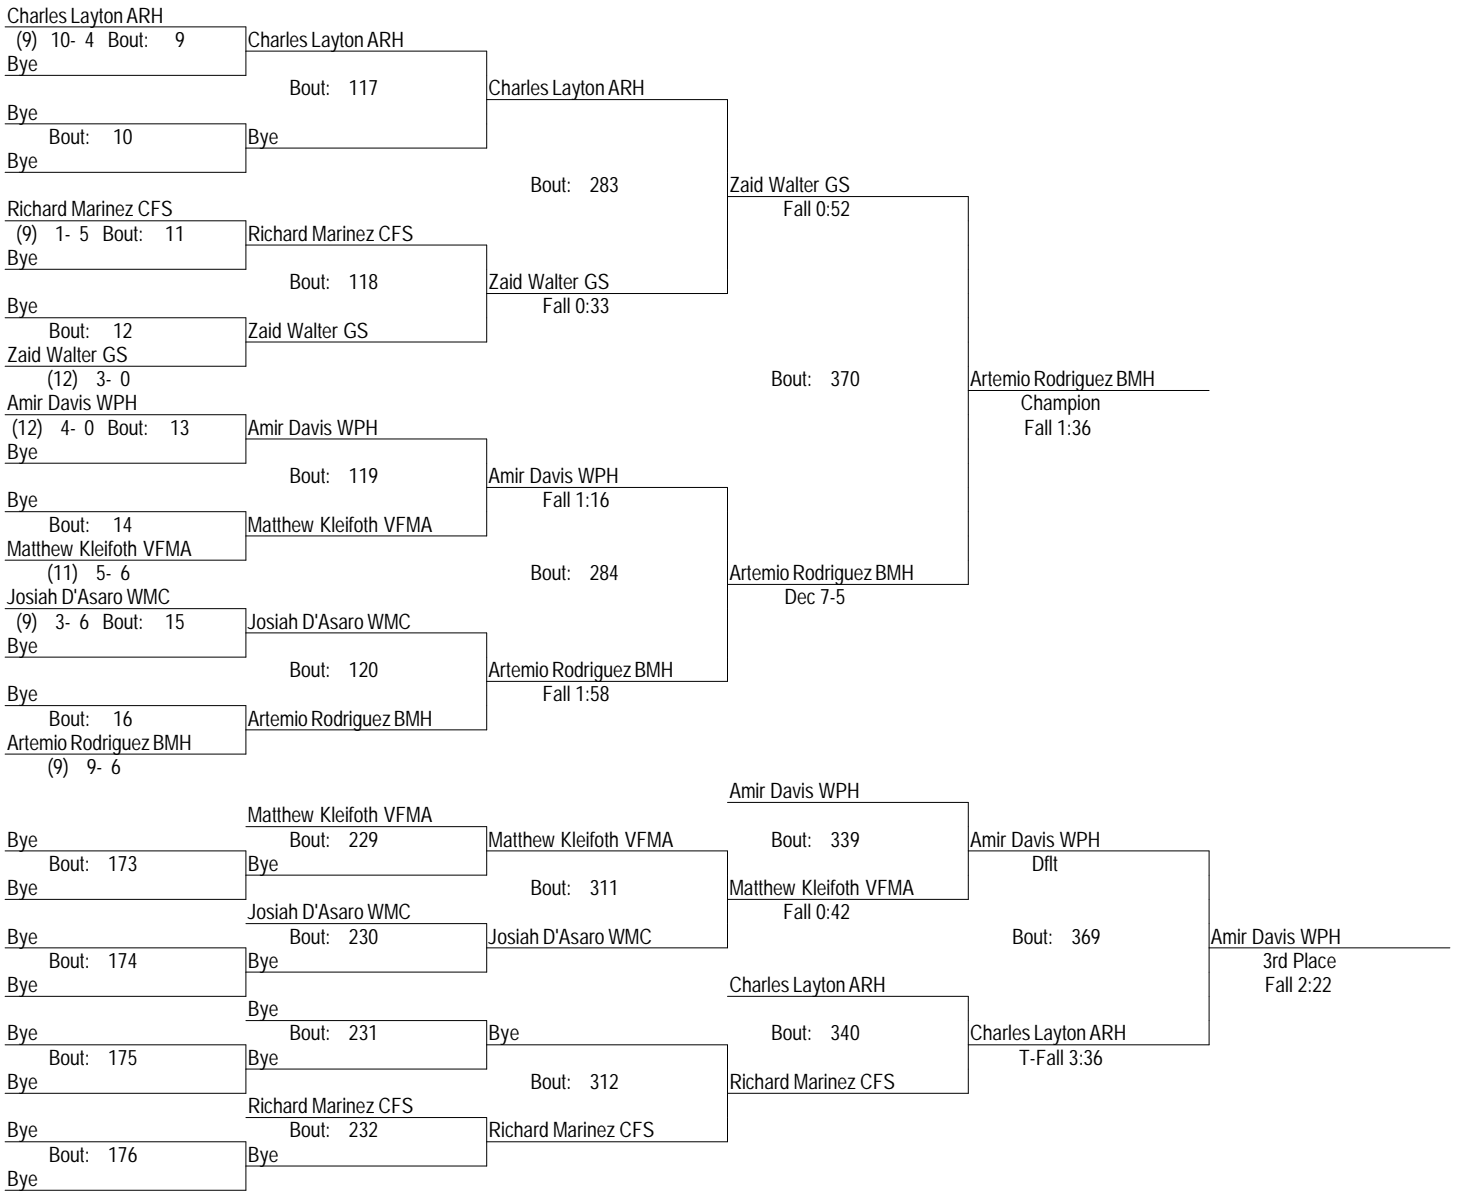 Charles Layton ARH
(9) 10- 4 Bout: 9
Charles Layton ARH
Bye
Bout: 117
Charles Layton ARH
Bye
Bout: 10
Bye
Bye
Bout: 283
Zaid Walter GS
Fall 0:52
Richard Marinez CFS
(9) 1- 5 Bout: 11
Richard Marinez CFS
Bye
Bout: 118
Zaid Walter GS
Fall 0:33
Bye
Bout: 12
Zaid Walter GS
Zaid Walter GS
(12) 3- 0
Bout: 370
Artemio Rodriguez BMH
Champion
Fall 1:36
Amir Davis WPH
(12) 4- 0 Bout: 13
Amir Davis WPH
Bye
Bout: 119
Amir Davis WPH
Fall 1:16
Bye
Bout: 14
Matthew Kleifoth VFMA
Matthew Kleifoth VFMA
(11) 5- 6
Bout: 284
Artemio Rodriguez BMH
Dec 7-5
Josiah D'Asaro WMC
(9) 3- 6 Bout: 15
Josiah D'Asaro WMC
Bye
Bout: 120
Artemio Rodriguez BMH
Fall 1:58
Bye
Bout: 16
Artemio Rodriguez BMH
Artemio Rodriguez BMH
(9) 9- 6
Amir Davis WPH
Matthew Kleifoth VFMA
Bye
Bout: 229
Matthew Kleifoth VFMA
Bout: 339
Amir Davis WPH
Dflt
Bout: 173
Bye
Bye
Bout: 311
Matthew Kleifoth VFMA
Fall 0:42
Josiah D'Asaro WMC
Bye
Bout: 230
Josiah D'Asaro WMC
Bout: 369
Amir Davis WPH
3rd Place
Fall 2:22
Bout: 174
Bye
Bye
Charles Layton ARH
Bye
Bye
Bout: 231
Bye
Bout: 340
Charles Layton ARH
T-Fall 3:36
Bout: 175
Bye
Bye
Bout: 312
Richard Marinez CFS
Richard Marinez CFS
Bye
Bout: 232
Richard Marinez CFS
Bout: 176
Bye
Bye